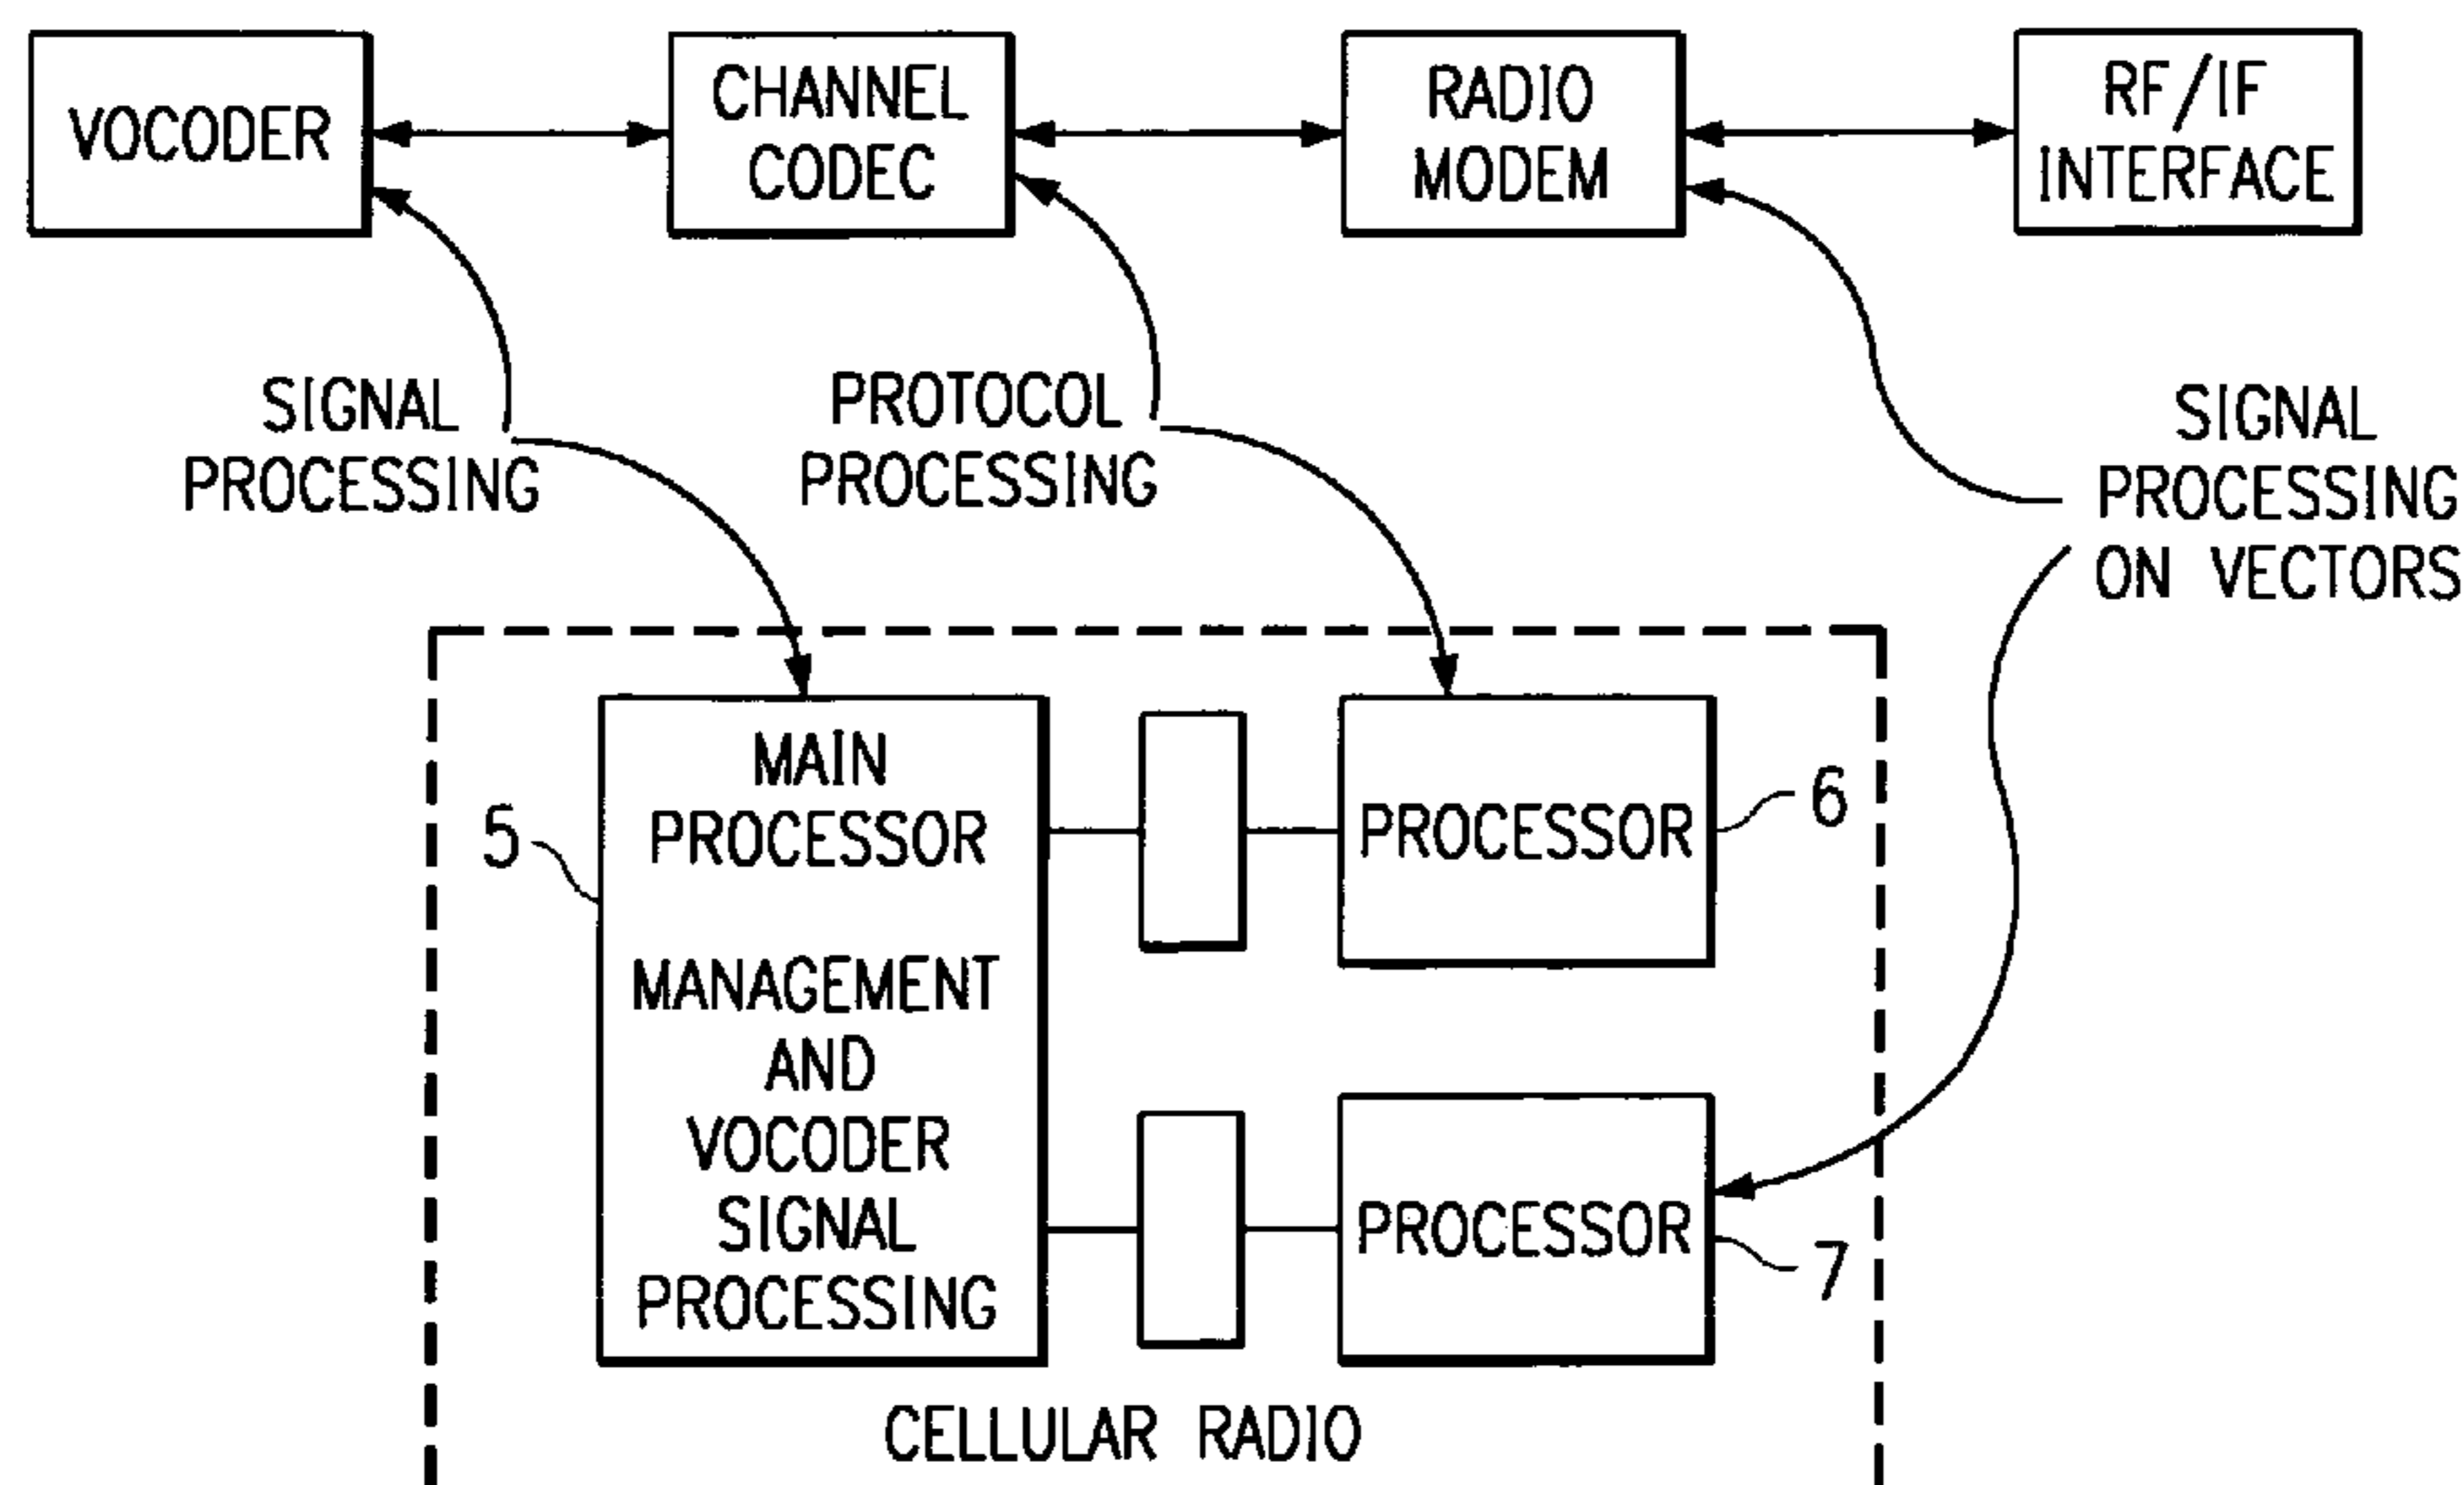 VOCODER
CHANNEL
CODEC
RADIO
MODEM
RF/IF
INTERFACE
SIGNAL
PROCESSING
PROTOCOL
PROCESSING
SIGNAL
PROCESSING
ON VECTORS
5
MAIN
PROCESSOR
MANAGEMENT
AND
VOCODER
SIGNAL
PROCESSING
PROCESSOR
6
PROCESSOR
7
CELLULAR RADIO